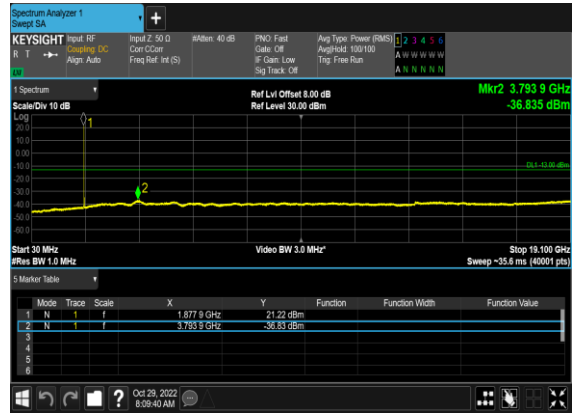 Spectrum Analyzer 1
Swept SA
KEYSIGHT
R T
Input: RF
Coupling: DC
Align: Auto
Input Z: 50 Ω
Corr CCorr
Freq Ref: Int (S)
#Atten: 40 dB
PNO: Fast
Gate: Off
IF Gain: Low
Sig Track: Off
Avg Type: Power (RMS)
Avg|Hold: 100/100
Trig: Free Run
1 2 3 4 5 6
A W W W W W
A N N N N N
1 Spectrum
Scale/Div 10 dB
Ref Lvl Offset 8.00 dB
Ref Level 30.00 dBm
Mkr2 3.793 9 GHz
-36.835 dBm
Log
20.0
10.0
0.00
-10.0
-20.0
-30.0
-40.0
-50.0
-60.0
1
2
DL1 -13.00 dBm
Start 30 MHz
#Res BW 1.0 MHz
Video BW 3.0 MHz*
Stop 19.100 GHz
Sweep ~35.6 ms (40001 pts)
5 Marker Table
Mode Trace Scale X Y Function Function Width Function Value
1 N 1 f 1.877 9 GHz 21.22 dBm
2 N 1 f 3.793 9 GHz -36.83 dBm
3
4
5
6
Oct 29, 2022
8:09:40 AM